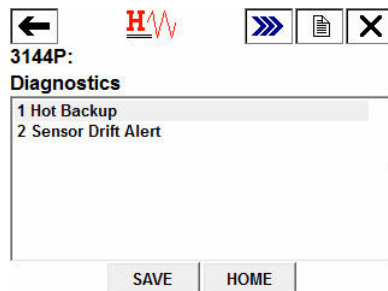 H
3144P:
Diagnostics
1 Hot Backup
2 Sensor Drift Alert
SAVE HOME